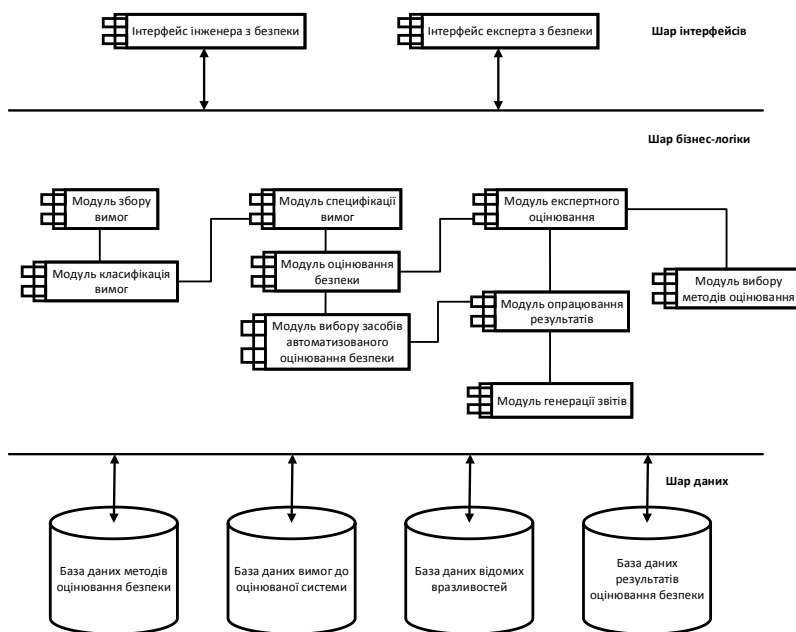 Інтерфейс інженера з безпеки
Інтерфейс експерта з безпеки
Шар інтерфейсів
Шар бізнес-логіки
Модуль збору
вимог
Модуль специфікації
вимог
Модуль експертного
оцінювання
Модуль класифікація
вимог
Модуль оцінювання
безпеки
Модуль вибору
методів оцінювання
Модуль опрацювання
результатів
Модуль вибору засобів
автоматизованого
оцінювання безпеки
Модуль генерації звітів
Шар даних
База даних методів
оцінювання безпеки
База даних вимог до
оцінюваної системи
База даних відомих
вразливостей
База даних
результатів
оцінювання безпеки